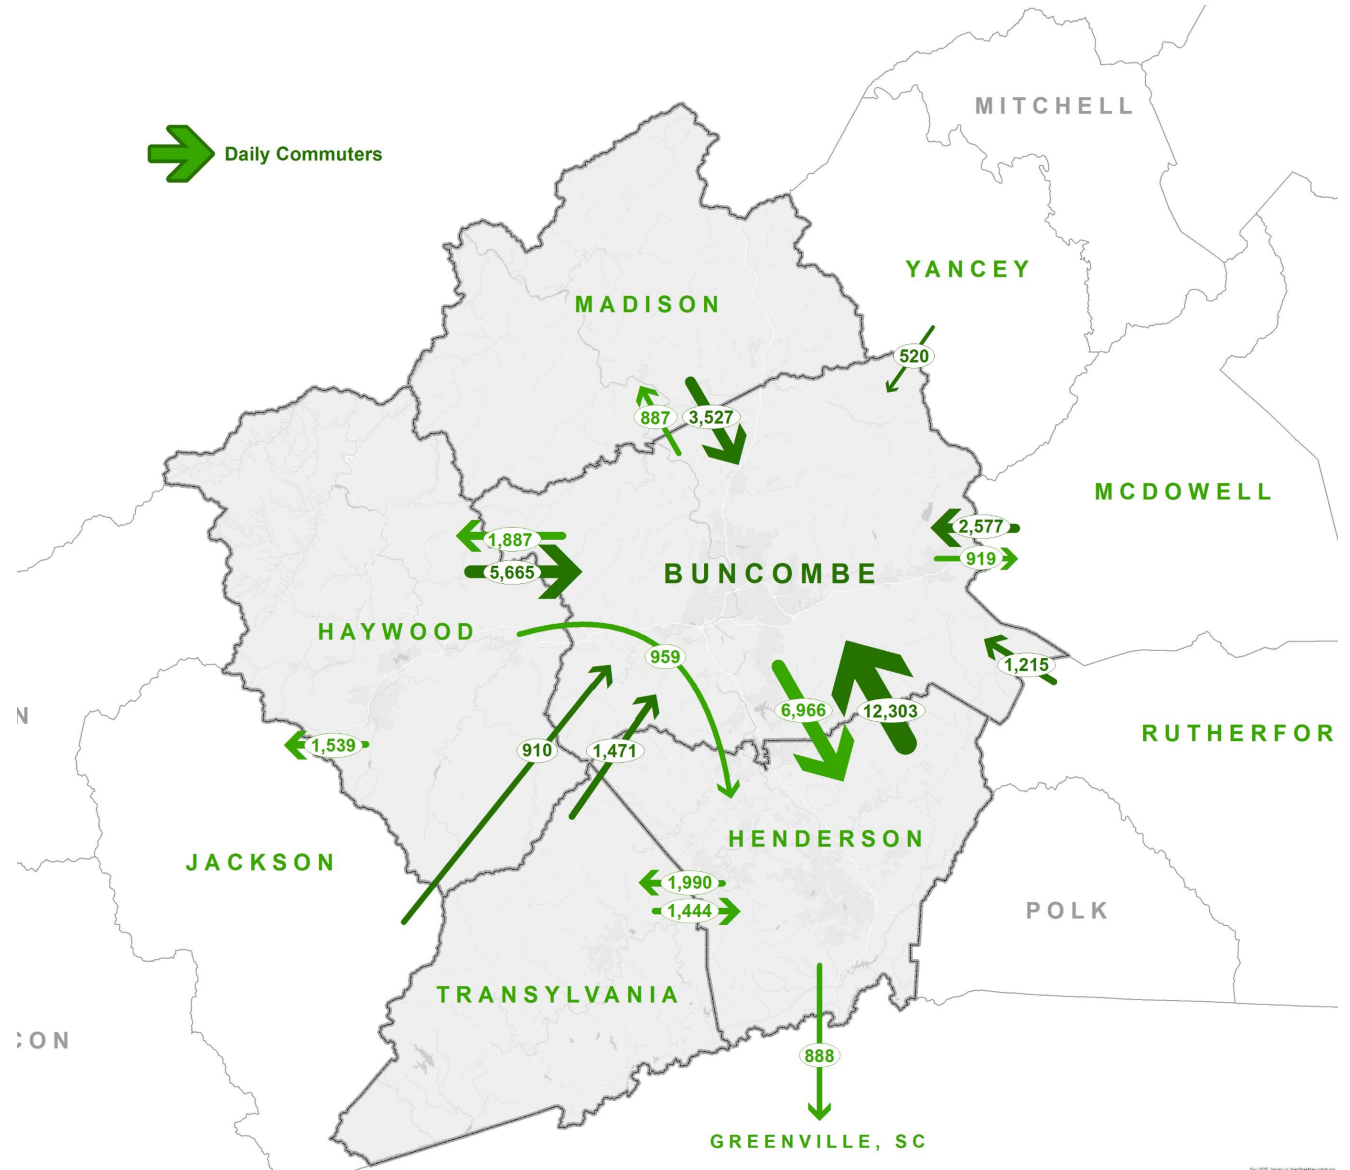 MITCHELL
Daily Commuters
YANCEY
MADISON
520
887
3,527
MCDOWELL
2,577
919
1,887
5,665
BUNCOMBE
HAYWOOD
959
1,215
6,966
12,303
N
RUTHERFOR
1,539
910
1,471
HENDERSON
JACKSON
1,990
1,444
POLK
TRANSYLVANIA
CON
888
GREENVILLE, SC